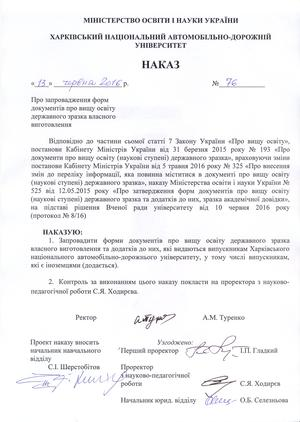 МІНІСТЕРСТВО ОСВІТИ І НАУКИ УКРАЇНИ
ХАРКІВСЬКИЙ НАЦІОНАЛЬНИЙ АВТОМОБІЛЬНО-ДОРОЖНІЙ
УНІВЕРСИТЕТ
НАКАЗ
« 13 » червня 2016 р. № 76
Про запровадження форм
документів про вищу освіту
державного зразка власного
виготовлення
Відповідно до частини сьомої статті 7 Закону України «Про вищу освіту»,
постанови Кабінету Міністрів України від 31 березня 2015 року № 193 «Про
документи про вищу освіту (наукові ступені) державного зразка», враховуючи зміни
постанови Кабінету Міністрів України від 5 травня 2016 року № 325 «Про внесення
змін до переліку інформації, яка повинна міститися в документі про вищу освіту
(наукові ступені) державного зразка», наказу Міністерства освіти і науки України №
525 від 12.05.2015 року «Про затвердження форм документів про вищу освіту
(наукові ступені) державного зразка та додатків до них, зразка академічної довідки»,
на підставі рішення Вченої ради університету від 10 червня 2016 року
(протокол № 8/16)
НАКАЗУЮ:
1. Запровадити форми документів про вищу освіту державного зразка
власного виготовлення та додатків до них, які видаються випускникам Харківського
національного автомобільно-дорожнього університету, у тому числі випускникам,
які є іноземцями (додається).
2. Контроль за виконанням цього наказу покласти на проректора з науково-
педагогічної роботи С.Я. Ходирєва.
Ректор А.М. Туренко
Проект наказу вносить
начальник навчального
відділу
С.І. Шерстобітов
Узгоджено:
Перший проректор І.П. Гладкий
Проректор
з науково-педагогічної
роботи С.Я. Ходирєв
Начальник юрид. відділу О.Б. Селезньова